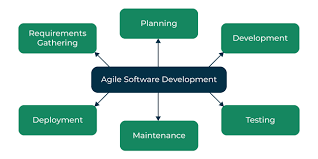 Planning
Requirements
Gathering
Development
Agile Software Development
Deployment
Maintenance
Testing